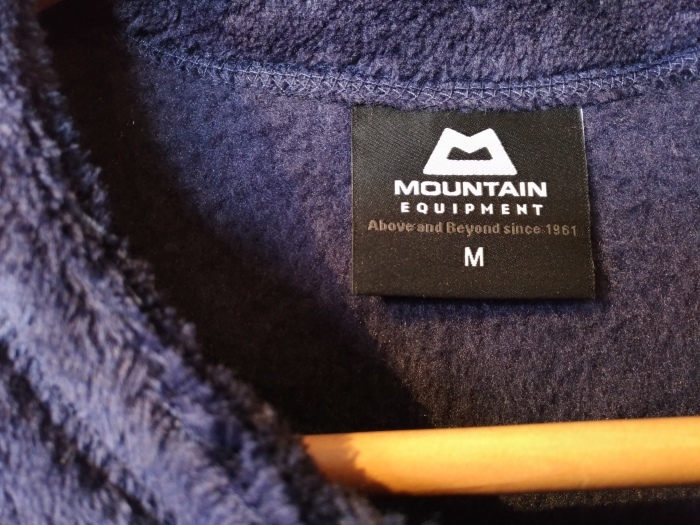 MOUNTAIN
EQUIPMENT
Above and Beyond since 1961
M